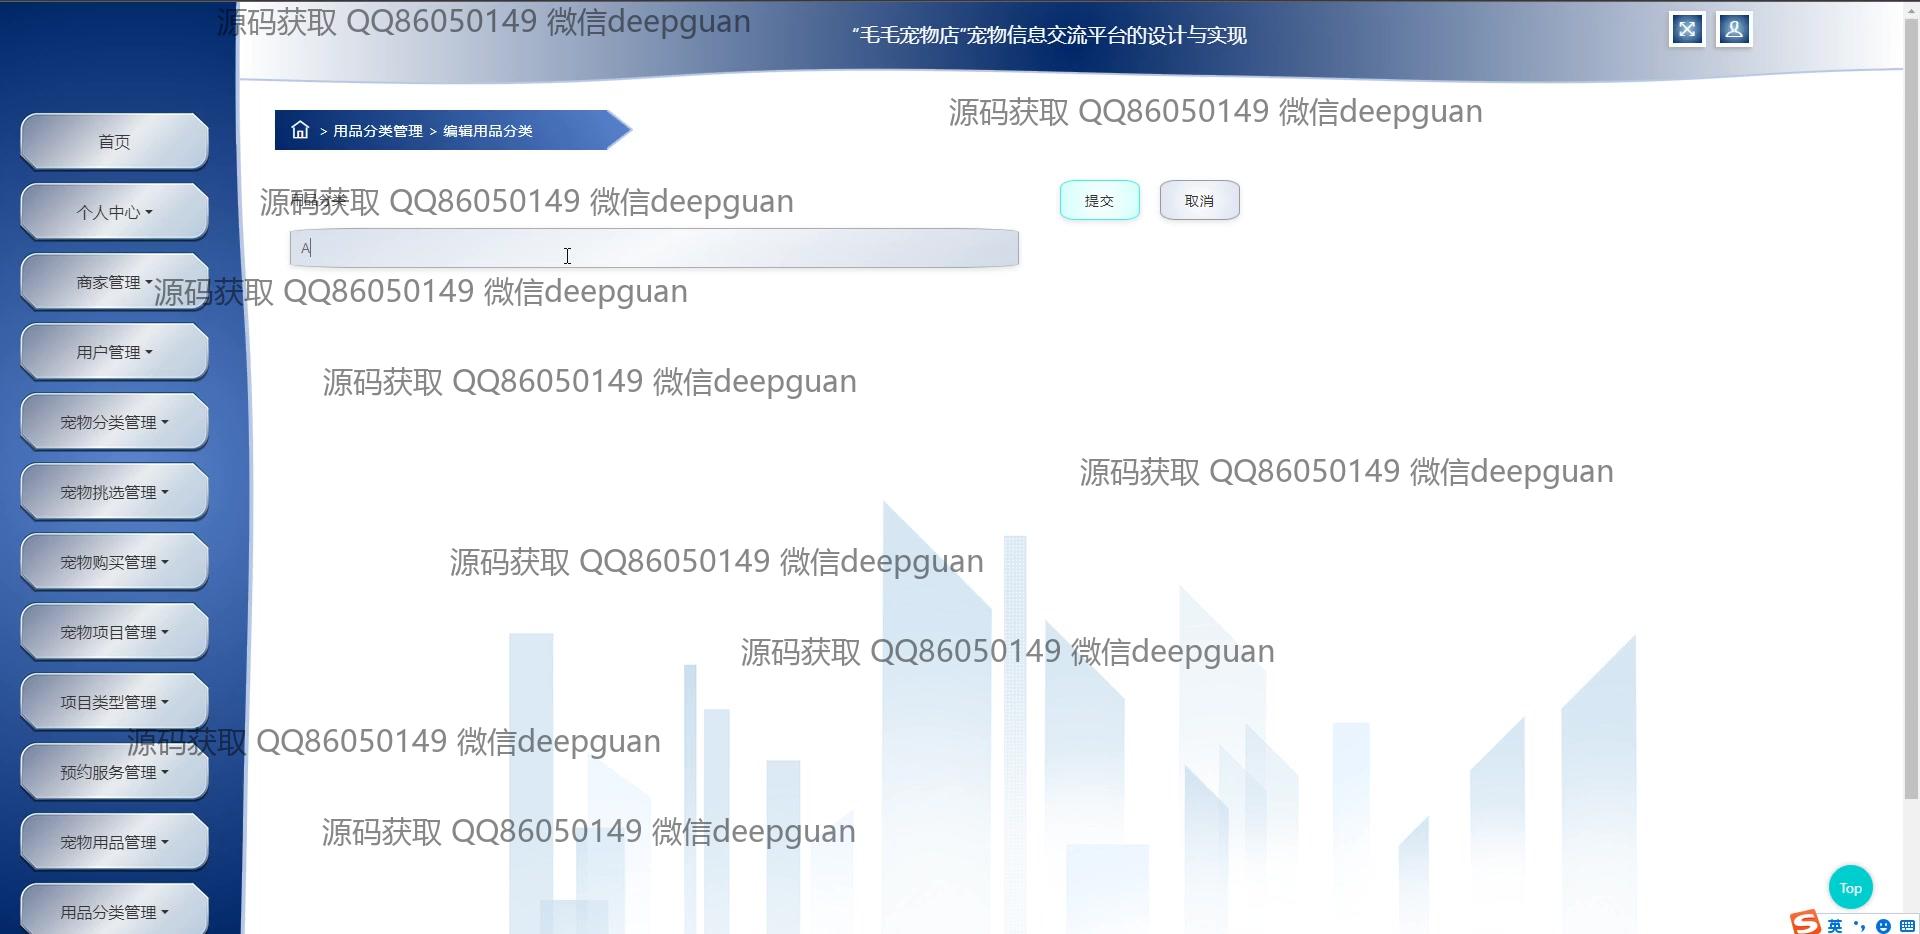 源码获取 QQ86050149 微信deepguan
“毛毛宠物店”宠物信息交流平台的设计与实现
源码获取 QQ86050149 微信deepguan
> 用品分类管理 > 编辑用品分类
首页
源码获取 QQ86050149 微信deepguan
用品分类
提交
取消
个人中心
A
商家管理
源码获取 QQ86050149 微信deepguan
用户管理
源码获取 QQ86050149 微信deepguan
宠物分类管理
源码获取 QQ86050149 微信deepguan
宠物挑选管理
源码获取 QQ86050149 微信deepguan
宠物购买管理
宠物项目管理
源码获取 QQ86050149 微信deepguan
项目类型管理
源码获取 QQ86050149 微信deepguan
预约服务管理
源码获取 QQ86050149 微信deepguan
宠物用品管理
Top
用品分类管理
S 英